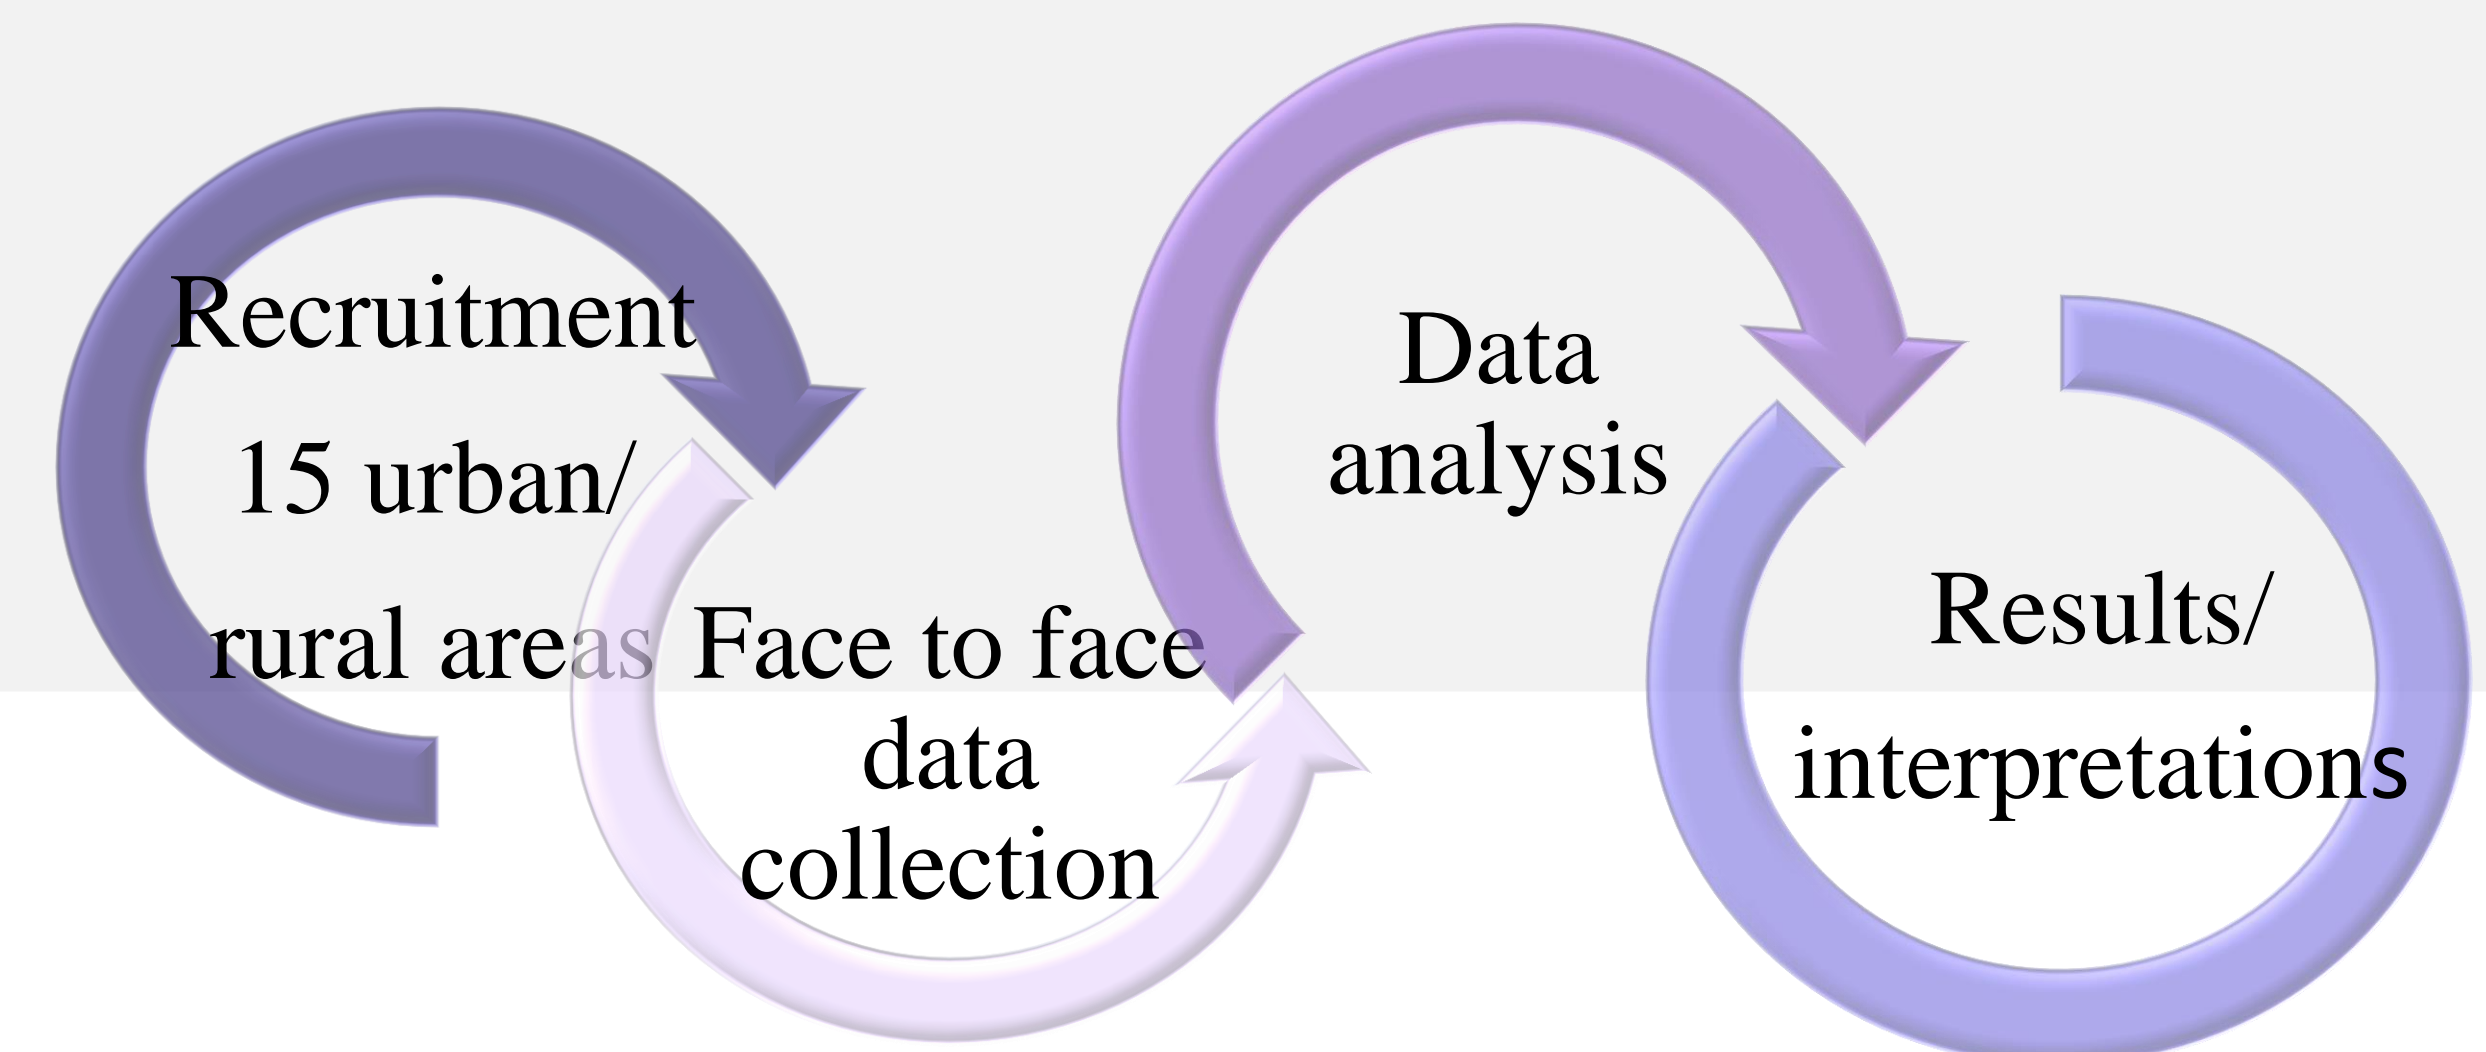 Recruitment
15 urban/
rural areas
Face to face
data
collection
Data
analysis
Results/
interpretations